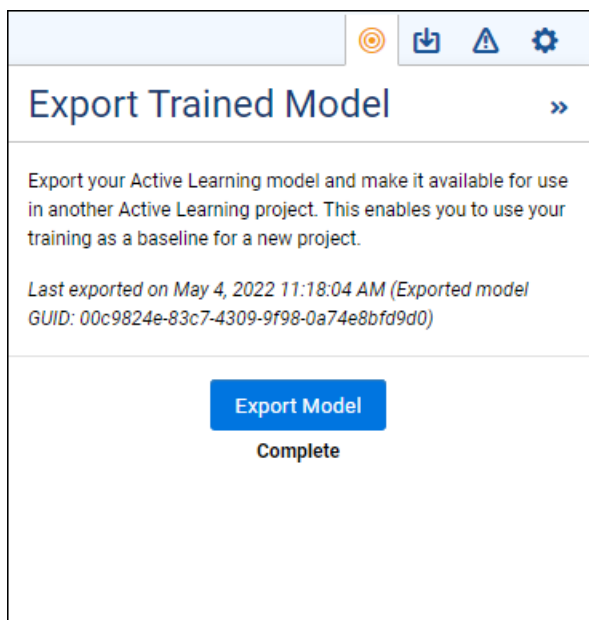 Export Trained Model
Export your Active Learning model and make it available for use
in another Active Learning project. This enables you to use your
training as a baseline for a new project.
Last exported on May 4, 2022 11:18:04 AM (Exported model
GUID: 00c9824e-83c7-4309-9f98-0a74e8bfd9d0)
Export Model
Complete